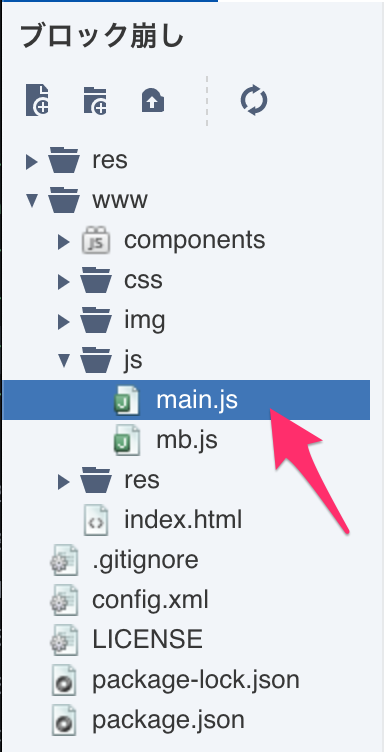 ブロック崩し
res
www
JS components
css
img
js
main.js
mb.js
res
index.html
.gitignore
config.xml
LICENSE
package-lock.json
package.json